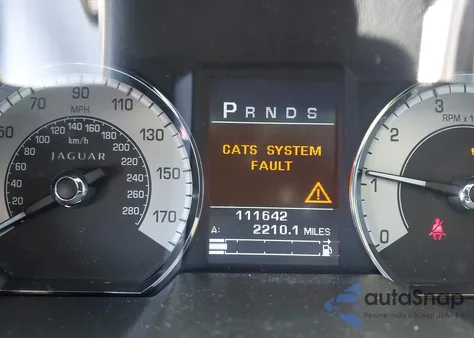 50 70 90 110 130 150 170
MPH
20 40 60 80 100 120 140 160 180 200 220 240 260 280
km/h
JAGUAR
P R N D S
CATS SYSTEM
FAULT
111642
A: 2210.1 MILES
0 1 2 3
RPM x 1
autoSnap